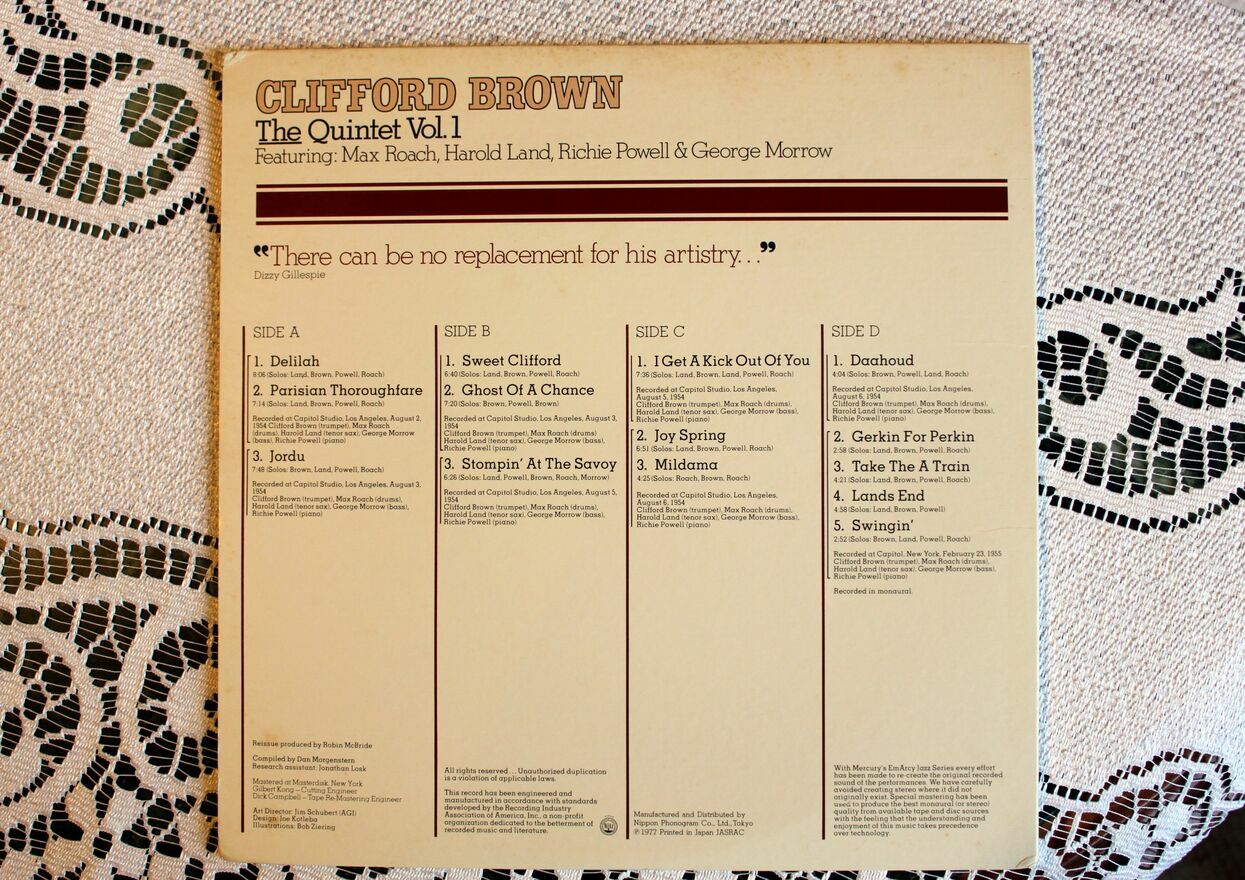 CLIFFORD BROWN
The Quintet Vol.1
Featuring: Max Roach, Harold Land, Richie Powell & George Morrow
“There can be no replacement for his artistry...”
Dizzy Gillespie
SIDE A
1. Delilah
8:06 (Solos: Land, Brown, Powell, Roach)
2. Parisian Thoroughfare
7:14 (Solos: Land, Brown, Powell, Roach)
Recorded at Capitol Studio, Los Angeles, August 2,
1954 Clifford Brown (trumpet), Max Roach
(drums), Harold Land (tenor sax), George Morrow
(bass), Richie Powell (piano)
3. Jordu
7:48 (Solos: Brown, Land, Powell, Roach)
Recorded at Capitol Studio, Los Angeles, August 3,
1954
Clifford Brown (trumpet), Max Roach (drums),
Harold Land (tenor sax), George Morrow (bass),
Richie Powell (piano)
Reissue produced by Robin McBride
Compiled by Dan Morgenstern
Research assistant: Jonathan Losk
Mastered at Masterdisk, New York
Gilbert Kong – Cutting Engineer
Dick Campbell – Tape Re-Mastering Engineer
Art Director: Jim Schubert (AGI)
Design: Joe Kotleba
Illustrations: Bob Ziering
SIDE B
1. Sweet Clifford
6:40 (Solos: Land, Brown, Powell, Roach)
2. Ghost Of A Chance
7:20 (Solos: Brown, Powell, Brown)
Recorded at Capitol Studio, Los Angeles, August 3,
1954
Clifford Brown (trumpet), Max Roach (drums)
Harold Land (tenor sax), George Morrow (bass),
Richie Powell (piano)
3. Stompin’ At The Savoy
6:26 (Solos: Land, Powell, Brown, Roach, Morrow)
Recorded at Capitol Studio, Los Angeles, August 5,
1954
Clifford Brown (trumpet), Max Roach (drums),
Harold Land (tenor sax), George Morrow (bass),
Richie Powell (piano)
All rights reserved... Unauthorized duplication
is a violation of applicable laws.
This record has been engineered and
manufactured in accordance with standards
developed by the Recording Industry
Association of America, Inc., a non-profit
organization dedicated to the betterment of
recorded music and literature.
SIDE C
1. I Get A Kick Out Of You
7:36 (Solos: Land, Brown, Land, Powell, Roach)
Recorded at Capitol Studio, Los Angeles,
August 5, 1954
Clifford Brown (trumpet), Max Roach (drums),
Harold Land (tenor sax), George Morrow (bass),
Richie Powell (piano)
2. Joy Spring
6:51 (Solos: Land, Brown, Powell, Roach)
3. Mildama
4:25 (Solos: Roach, Brown, Roach)
Recorded at Capitol Studio, Los Angeles,
August 6, 1954
Clifford Brown (trumpet), Max Roach (drums),
Harold Land (tenor sax), George Morrow (bass),
Richie Powell (piano)
Manufactured and Distributed by
Nippon Phonogram Co., Ltd., Tokyo
℗ 1977 Printed in Japan JASRAC
SIDE D
1. Daahoud
4:04 (Solos: Brown, Powell, Land, Roach)
Recorded at Capitol Studio, Los Angeles,
August 6, 1954
Clifford Brown (trumpet), Max Roach (drums),
Harold Land (tenor sax), George Morrow (bass),
Richie Powell (piano)
2. Gerkin For Perkin
2:58 (Solos: Brown, Land, Powell, Roach)
3. Take The A Train
4:21 (Solos: Land, Brown, Powell, Roach)
4. Lands End
4:58 (Solos: Land, Brown, Powell)
5. Swingin’
2:52 (Solos: Brown, Land, Powell, Roach)
Recorded at Capitol, New York, February 23, 1955
Clifford Brown (trumpet), Max Roach (drums),
Harold Land (tenor sax), George Morrow (bass),
Richie Powell (piano)
Recorded in monaural.
With Mercury's EmArcy Jazz Series every effort
has been made to re-create the original recorded
sound of the performances. We have carefully
avoided creating stereo where it did not
originally exist. Special mastering has been
used to produce the best monaural (or stereo)
quality from available tape and disc sources
with the feeling that the understanding and
enjoyment of this music takes precedence
over technology.